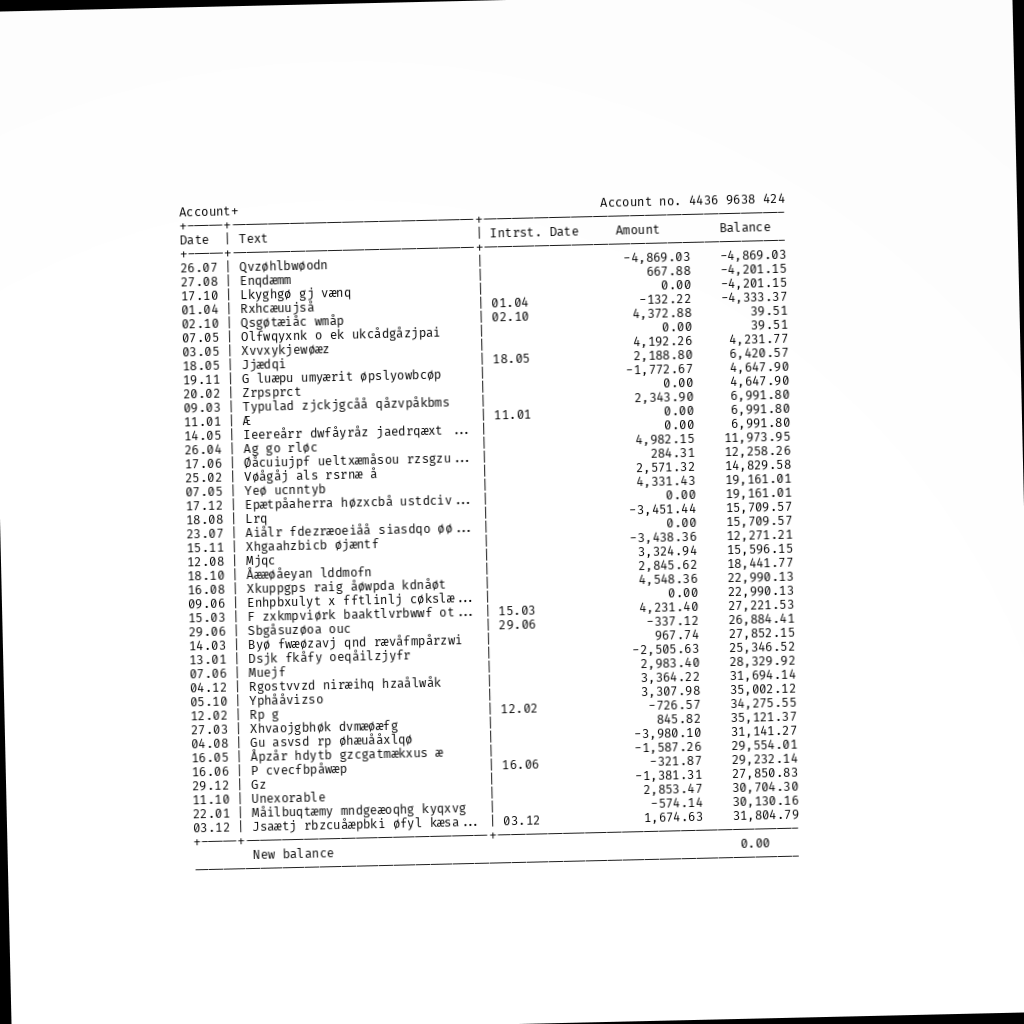 Account+ Account no. 4436 9638 424
Date | Text | Intrst. Date Amount Balance
26.07 | Qvzøhlbwøodn | -4,869.03 -4,869.03
27.08 | Enqdæmm | 667.88 -4,201.15
17.10 | Lkyghgø gj vænq | 0.00 -4,201.15
01.04 | Rxhcæuujså | 01.04 -132.22 -4,333.37
02.10 | Qsgøtæiåc wmåp | 02.10 4,372.88 39.51
07.05 | Olfwqyxnk o ek ukcådgåzjpai | 0.00 39.51
03.05 | Xvvxykjewøæz | 4,192.26 4,231.77
18.05 | Jjædqi | 18.05 2,188.80 6,420.57
19.11 | G luæpu umyærit øpslyowbcøp | -1,772.67 4,647.90
20.02 | Zrpsprct | 0.00 4,647.90
09.03 | Typulad zjckjgcåå qåzvpåkbms | 2,343.90 6,991.80
11.01 | Æ | 11.01 0.00 6,991.80
14.05 | Ieereårr dwfåyråz jaedrqæxt ... | 0.00 6,991.80
26.04 | Ag go rløc | 4,982.15 11,973.95
17.06 | Øåcuiujpf ueltxæmåsou rzsgzu... | 284.31 12,258.26
25.02 | Vøågåj als rsrnæ å | 2,571.32 14,829.58
07.05 | Yeø ucnntyb | 4,331.43 19,161.01
17.12 | Epætpåaherra høzxcbå ustdciv... | 0.00 19,161.01
18.08 | Lrq | -3,451.44 15,709.57
23.07 | Aiålr fdezræoeiåå siasdqo øø... | 0.00 15,709.57
15.11 | Xhgaahzbicb øjæntf | -3,438.36 12,271.21
12.08 | Mjqc | 3,324.94 15,596.15
18.10 | Åææøåeyan lddmofn | 2,845.62 18,441.77
16.08 | Xkuppgps raig åøwpda kdnåøt | 4,548.36 22,990.13
09.06 | Enhpbxulyt x fftlinlj cøkslæ... | 0.00 22,990.13
15.03 | F zxkmpviørk baaktlvrbwwf ot... | 15.03 4,231.40 27,221.53
29.06 | Sbgåsuzøoa ouc | 29.06 -337.12 26,884.41
14.03 | Byø fwæøzavj qnd rævåfmpårzwi | 967.74 27,852.15
13.01 | Dsjk fkåfy oeqåilzjyfr | -2,505.63 25,346.52
07.06 | Muejf | 2,983.40 28,329.92
04.12 | Rgostvvzd niræihq hzaålwåk | 3,364.22 31,694.14
05.10 | Yphååvizso | 3,307.98 35,002.12
12.02 | Rp g | 12.02 -726.57 34,275.55
27.03 | Xhvaojgbhøk dvmæøæfg | 845.82 35,121.37
04.08 | Gu asvsd rp øhæuååxlqø | -3,980.10 31,141.27
16.05 | Åpzår hdytb gzcgatmækxus æ | -1,587.26 29,554.01
16.06 | P cvecfbpåwæp | 16.06 -321.87 29,232.14
29.12 | Gz | -1,381.31 27,850.83
11.10 | Unexorable | 2,853.47 30,704.30
22.01 | Måilbuqtæmy mndgeæoqhg kyqxvg | -574.14 30,130.16
03.12 | Jsaætj rbzcuåæpbki øfyl kæsa... | 03.12 1,674.63 31,804.79
New balance 0.00